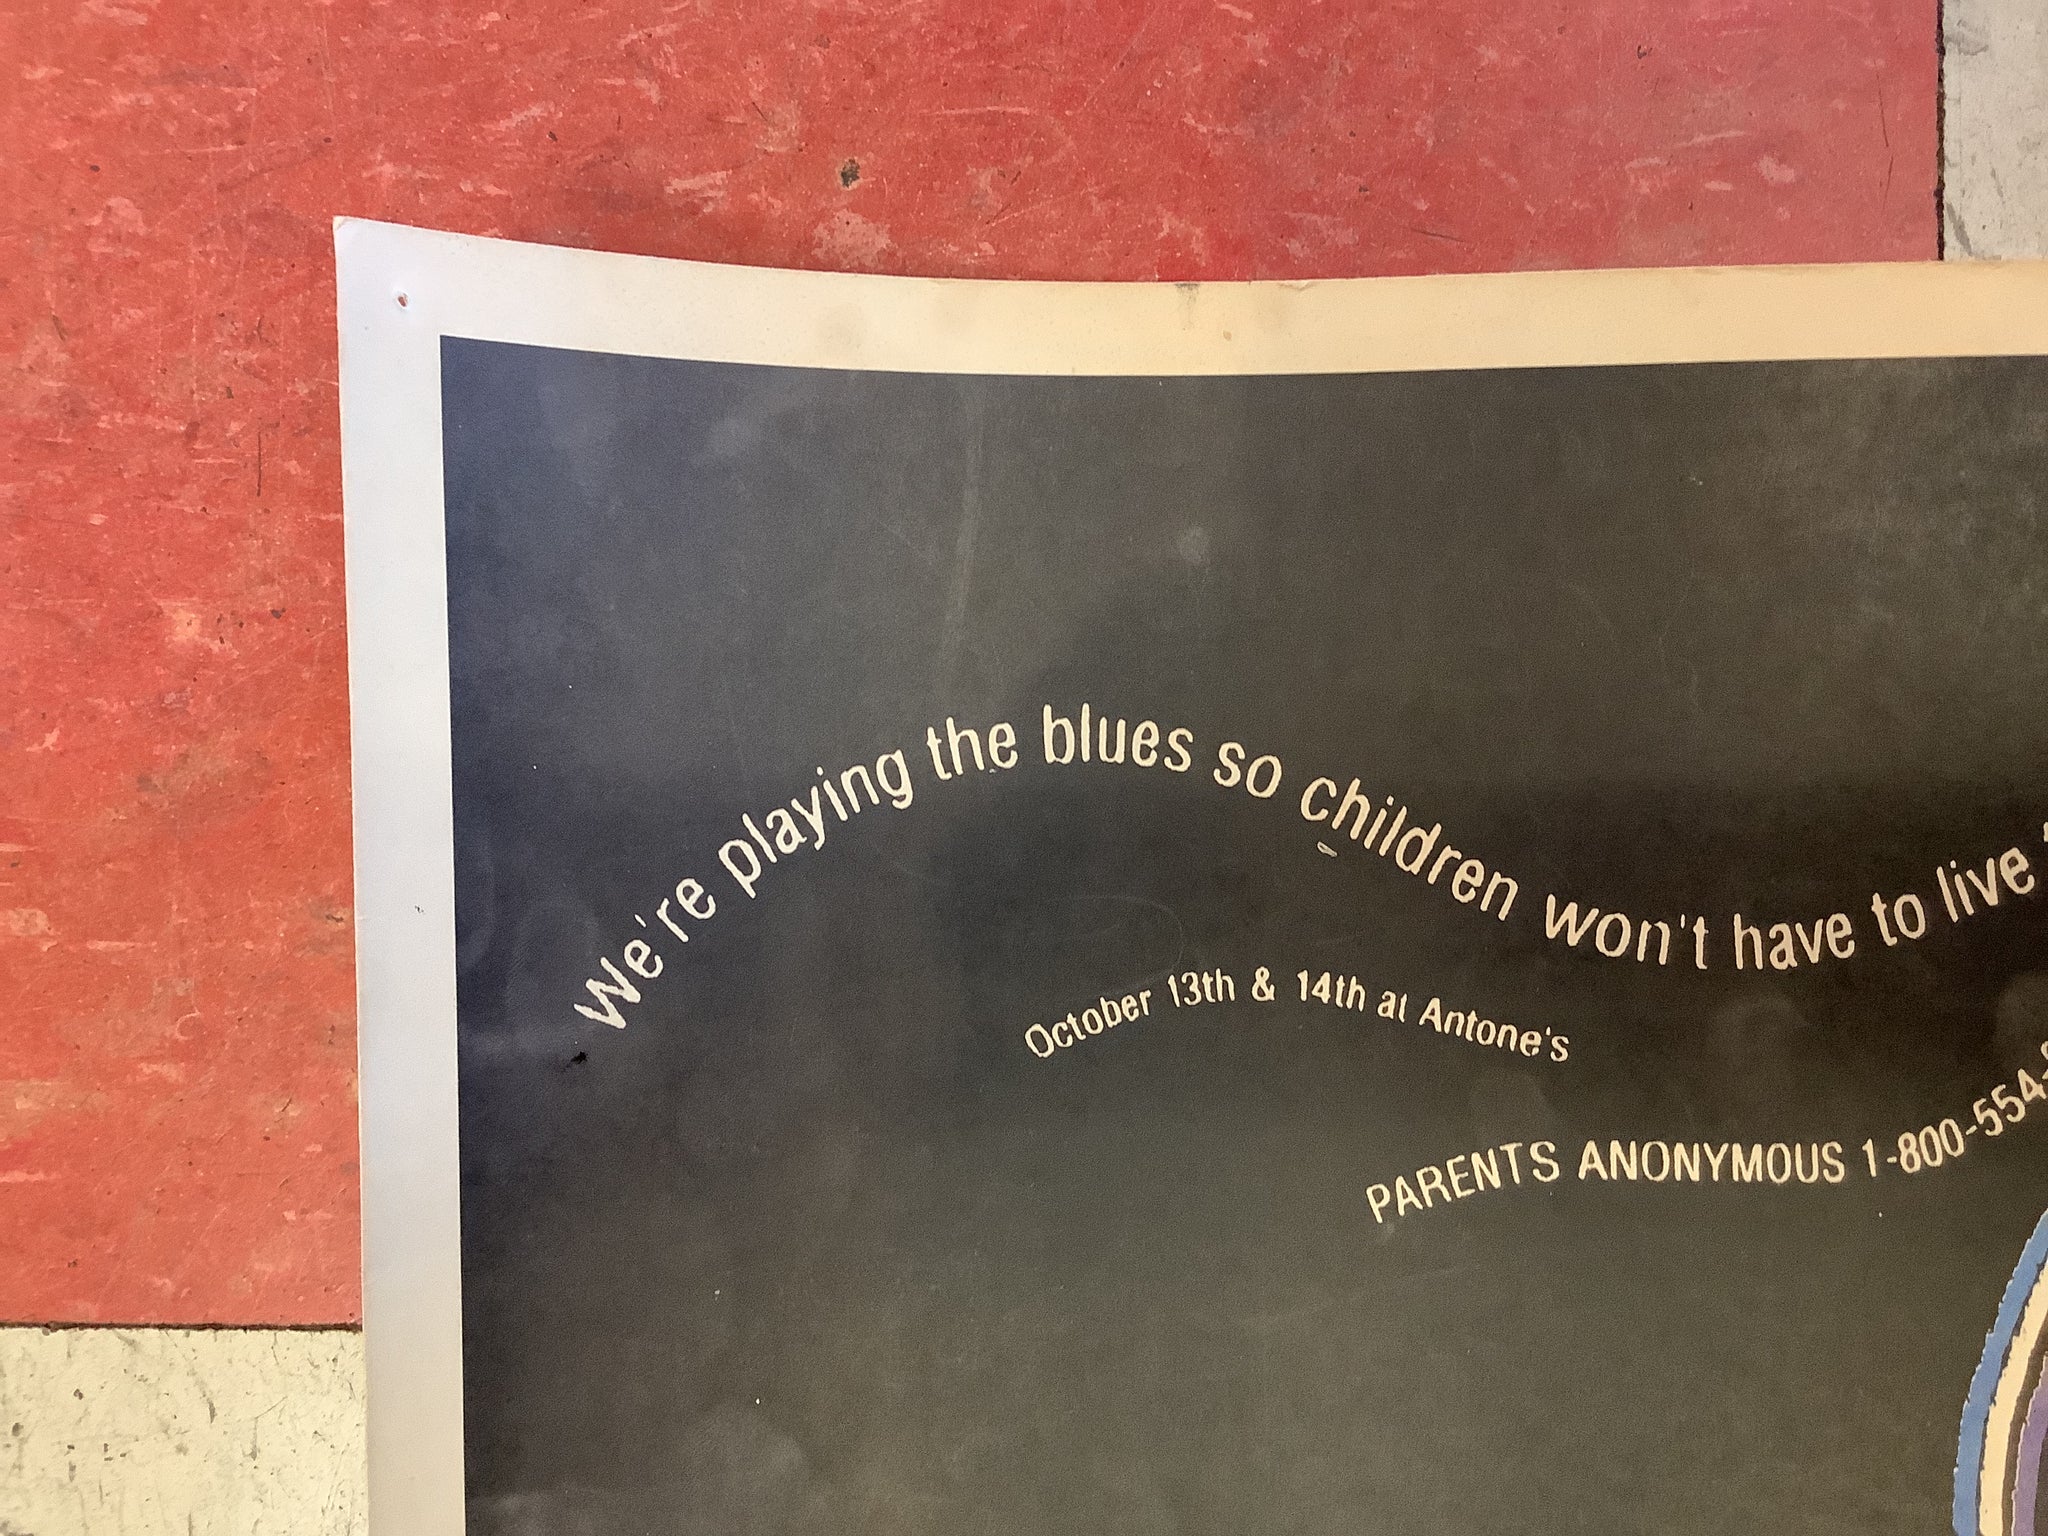 We're playing the blues so children won't have to live
October 13th & 14th at Antone's
PARENTS ANONYMOUS 1-800-554-